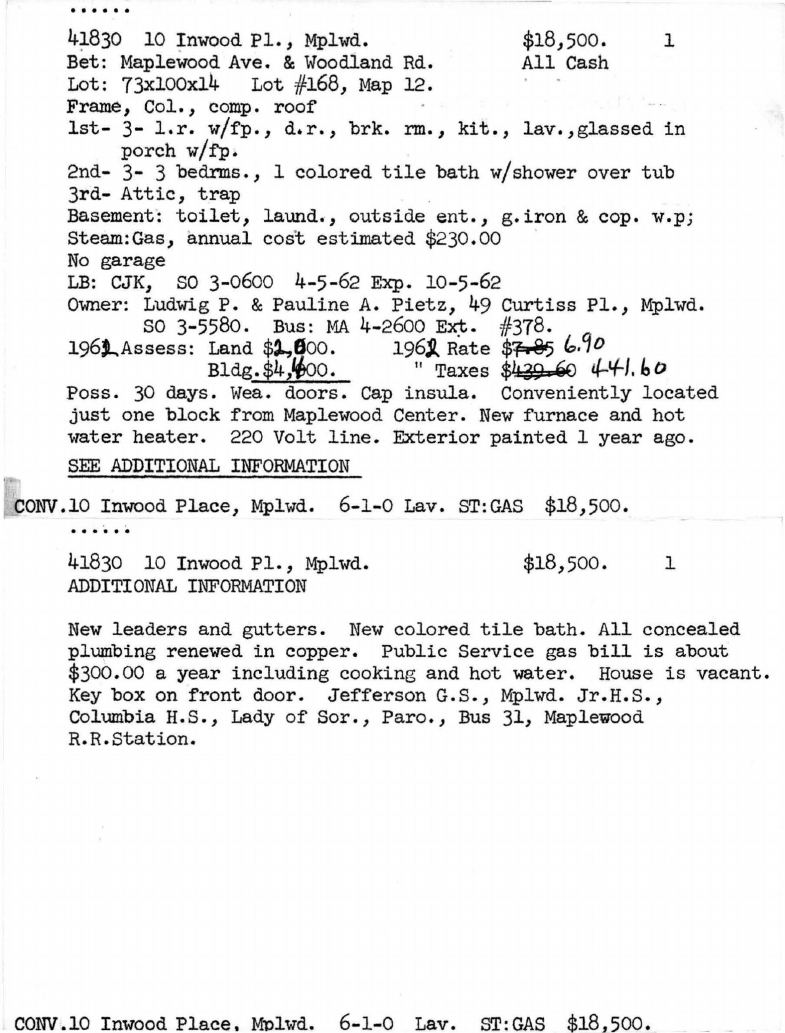 ......
41830 10 Inwood Pl., Mplwd. $18,500. 1
Bet: Maplewood Ave. & Woodland Rd. All Cash
Lot: 73x100x14 Lot #168, Map 12.
Frame, Col., comp. roof
1st- 3- l.r. w/fp., d.r., brk. rm., kit., lav.,glassed in
porch w/fp.
2nd- 3- 3 bedrms., 1 colored tile bath w/shower over tub
3rd- Attic, trap
Basement: toilet, laund., outside ent., g.iron & cop. w.p;
Steam:Gas, annual cost estimated $230.00
No garage
LB: CJK, SO 3-0600 4-5-62 Exp. 10-5-62
Owner: Ludwig P. & Pauline A. Pietz, 49 Curtiss Pl., Mplwd.
SO 3-5580. Bus: MA 4-2600 Ext. #378.
1962 Assess: Land $2,000. 1962 Rate $7.85 6.90
Bldg.$4,400. " Taxes $439.60 441.60
Poss. 30 days. Wea. doors. Cap insula. Conveniently located
just one block from Maplewood Center. New furnace and hot
water heater. 220 Volt line. Exterior painted 1 year ago.
SEE ADDITIONAL INFORMATION
CONV.10 Inwood Place, Mplwd. 6-1-0 Lav. ST:GAS $18,500.
......
41830 10 Inwood Pl., Mplwd. $18,500. 1
ADDITIONAL INFORMATION
New leaders and gutters. New colored tile bath. All concealed
plumbing renewed in copper. Public Service gas bill is about
$300.00 a year including cooking and hot water. House is vacant.
Key box on front door. Jefferson G.S., Mplwd. Jr.H.S.,
Columbia H.S., Lady of Sor., Paro., Bus 31, Maplewood
R.R.Station.
CONV.10 Inwood Place, Mplwd. 6-1-0 Lav. ST:GAS $18,500.